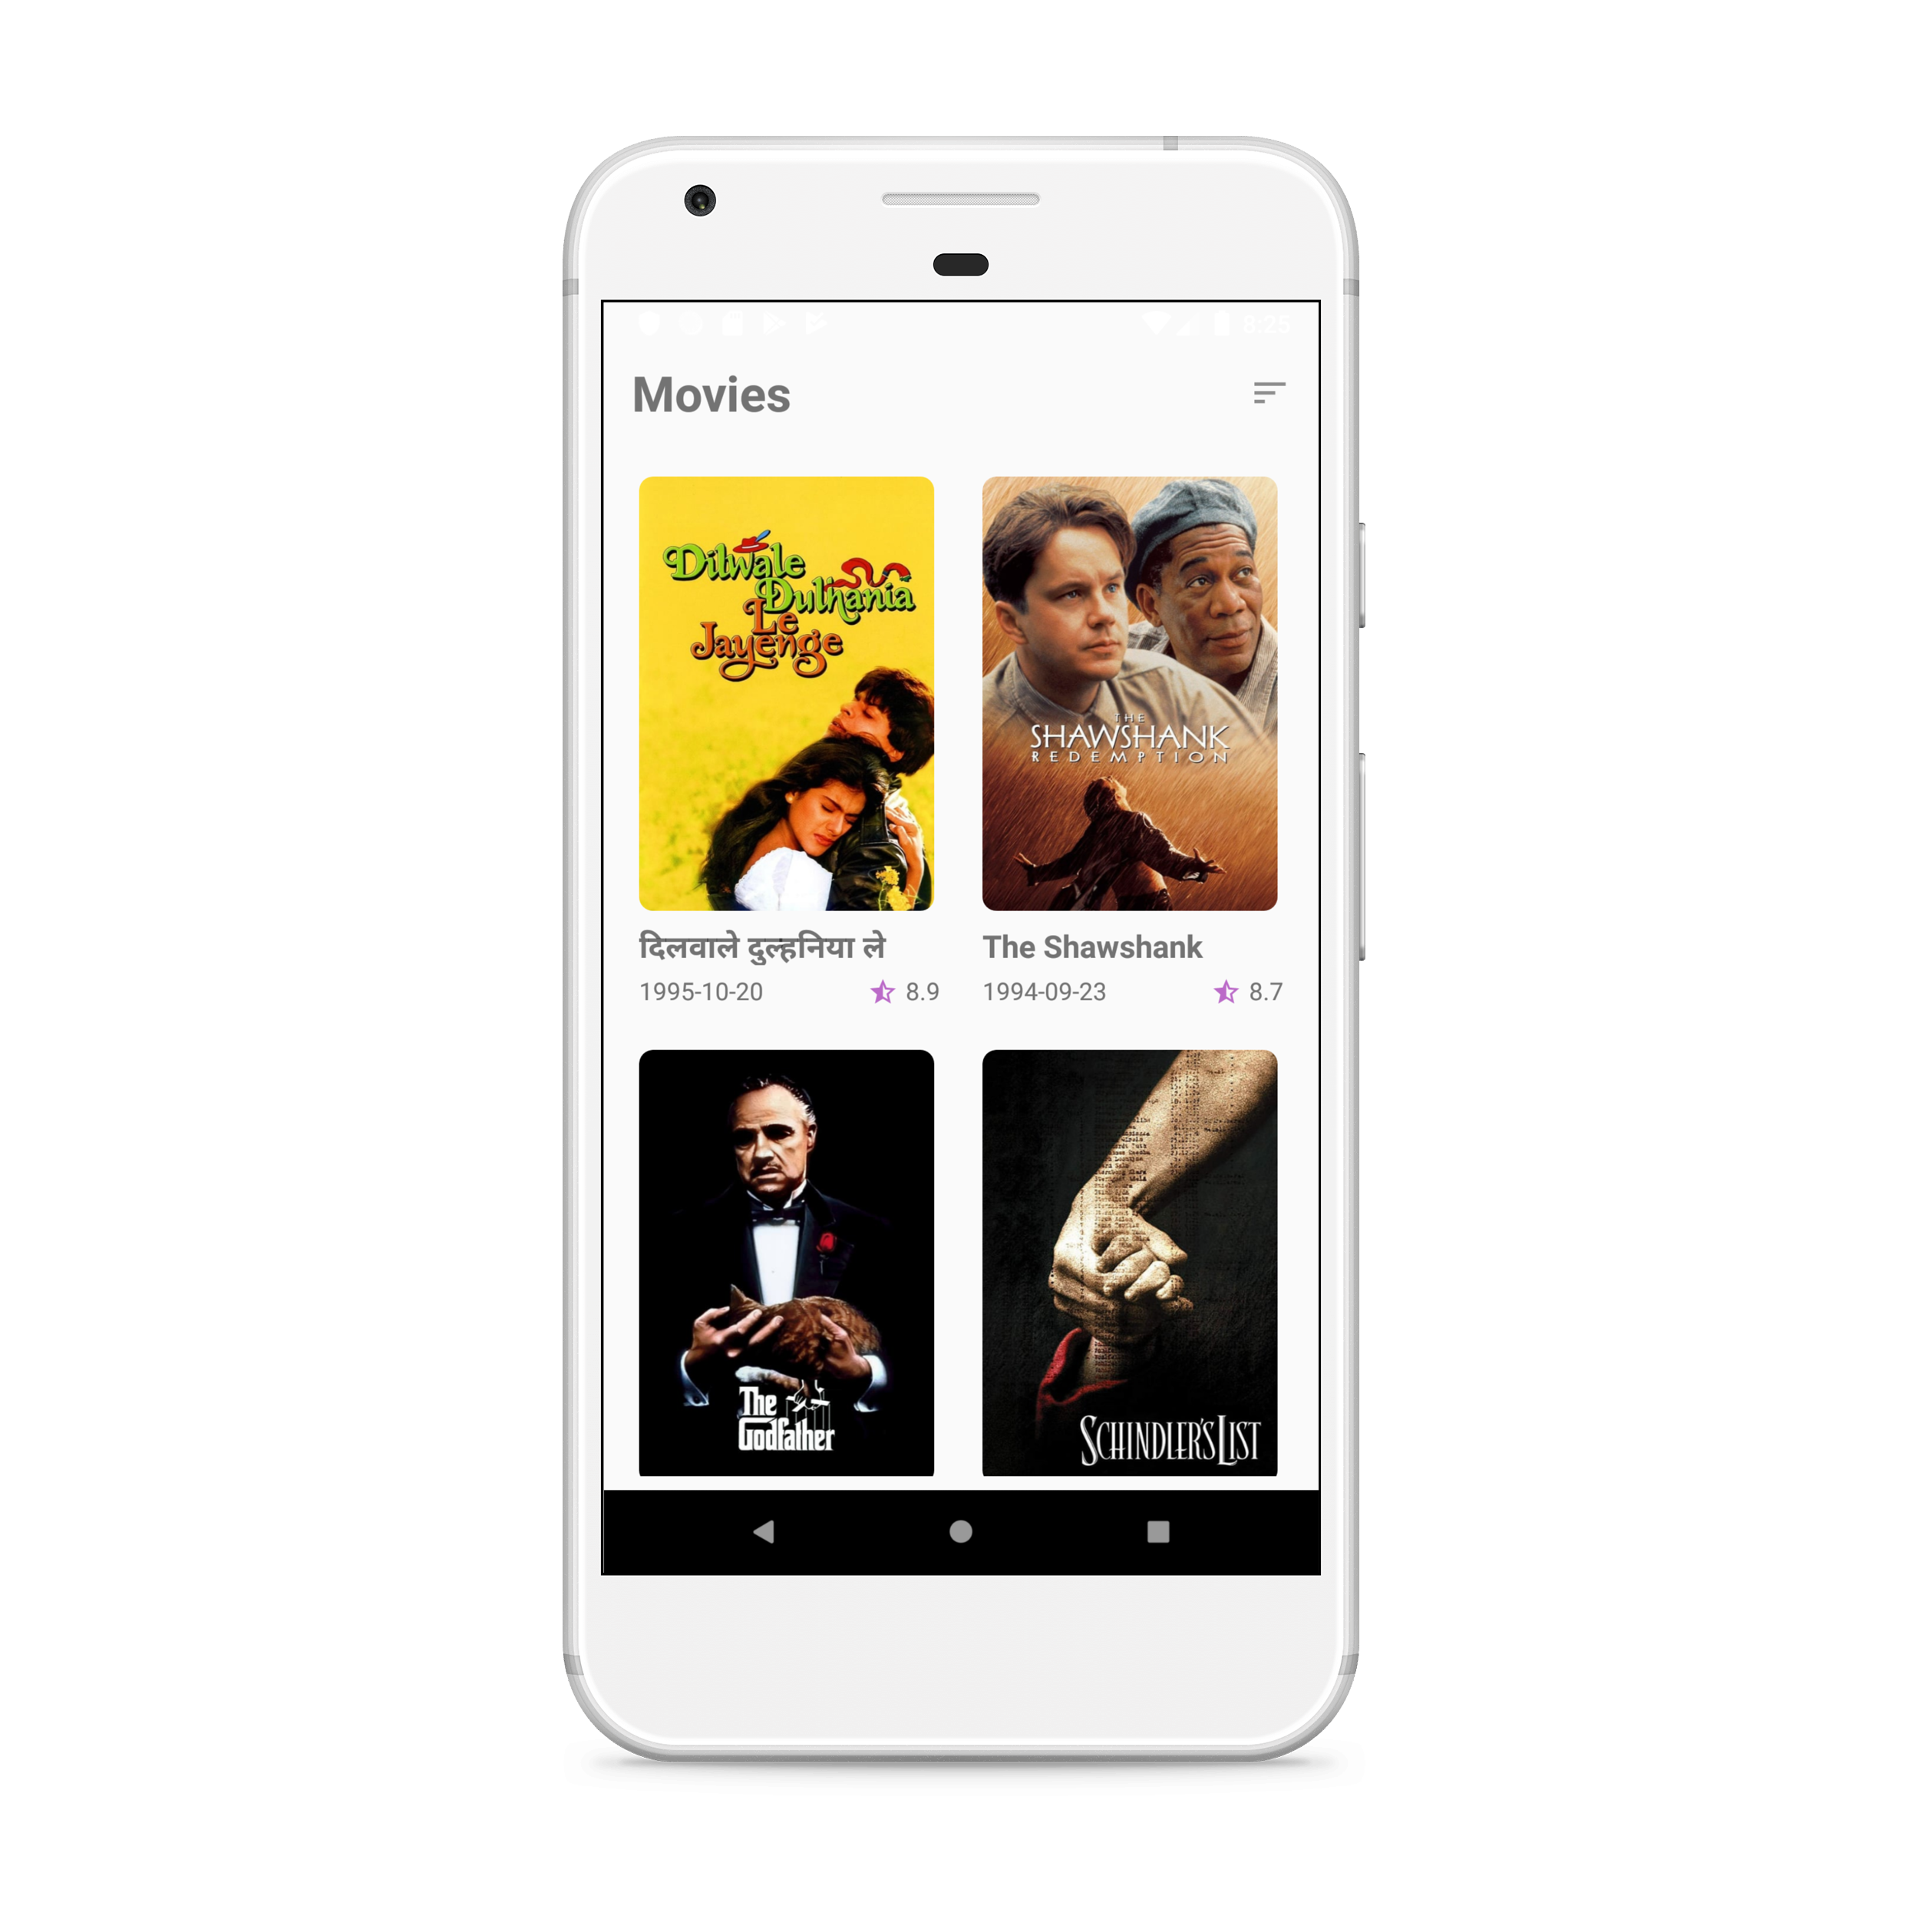 8:25
Movies
Dilwale
Dulhania
Le
Jayenge
THE
SHAWSHANK
REDEMPTION
दिलवाले दुल्हनिया ले
The Shawshank
1995-10-20
8.9
1994-09-23
8.7
The
Godfather
SCHINDLER'S LIST